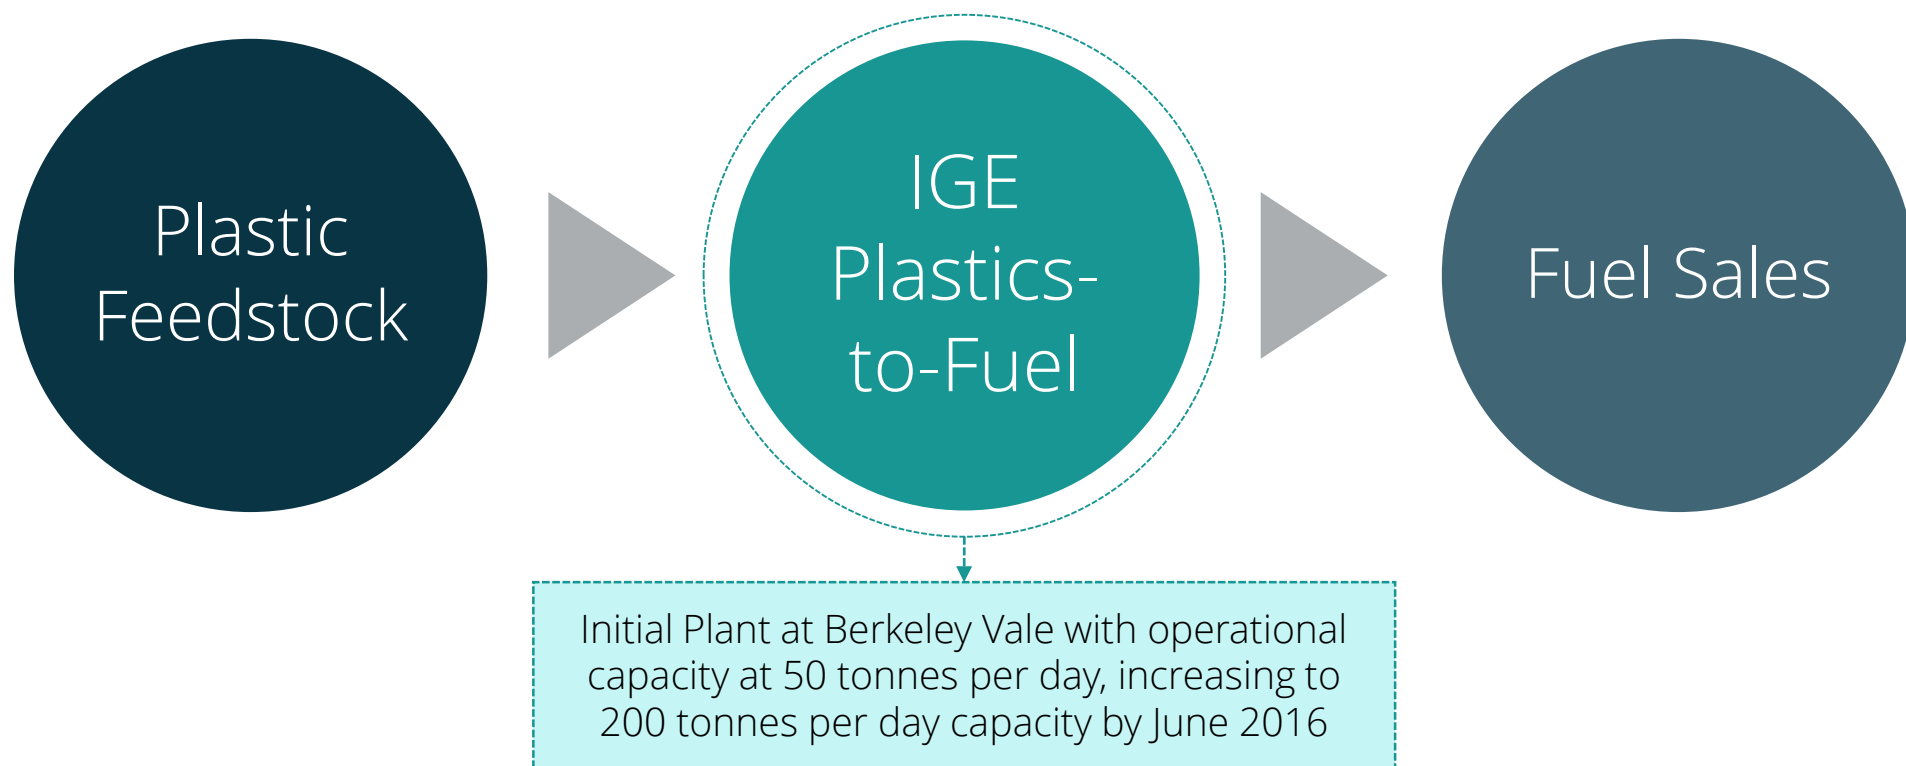 Plastic
Feedstock
IGE
Plastics-
to-Fuel
Fuel Sales
Initial Plant at Berkeley Vale with operational
capacity at 50 tonnes per day, increasing to
200 tonnes per day capacity by June 2016